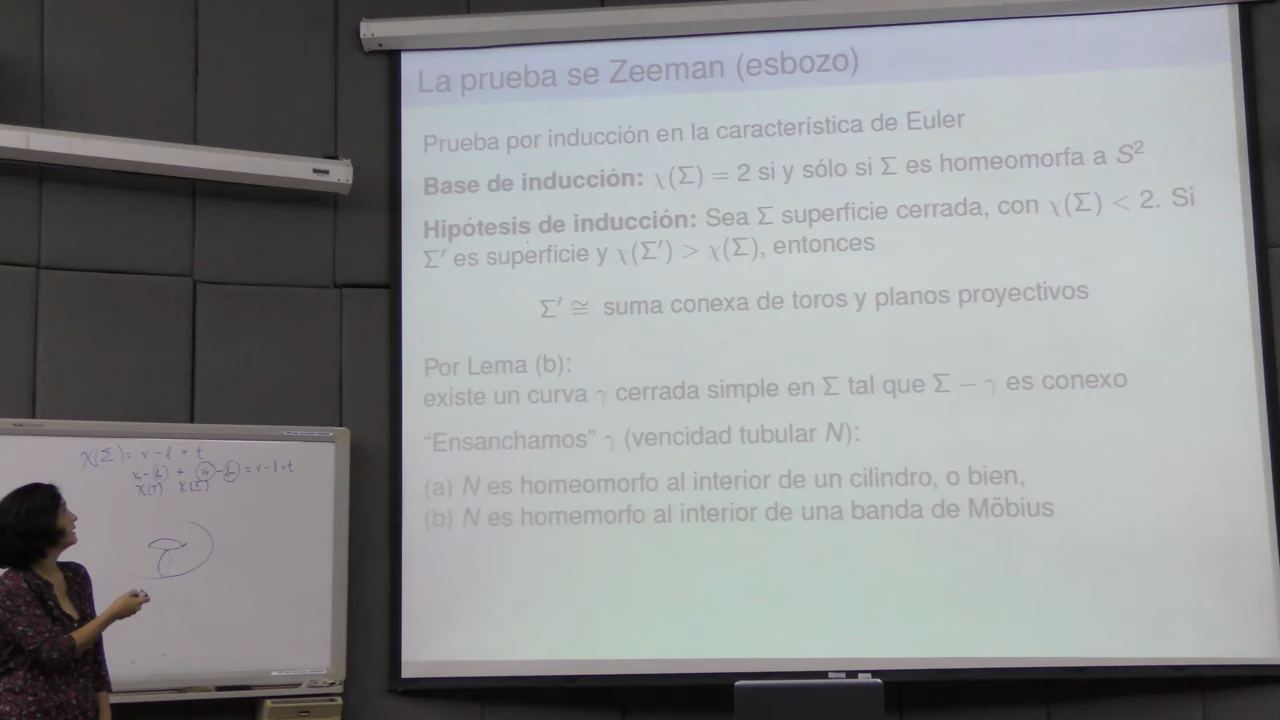 La prueba se Zeeman (esbozo)
Prueba por inducción en la característica de Euler
Base de inducción: χ(Σ) = 2 si y sólo si Σ es homeomorfa a S²
Hipótesis de inducción: Sea Σ superficie cerrada, con χ(Σ) < 2. Si
Σ′ es superficie y χ(Σ′) > χ(Σ), entonces
Σ′ ≅ suma conexa de toros y planos proyectivos
Por Lema (b):
existe un curva γ cerrada simple en Σ tal que Σ − γ es conexo
“Ensanchamos” γ (vencidad tubular N):
(a) N es homeomorfo al interior de un cilindro, o bien,
(b) N es homemorfo al interior de una banda de Möbius
χ(Σ) = v − l + t
= v − l + t
χ(T) χ(Γ)